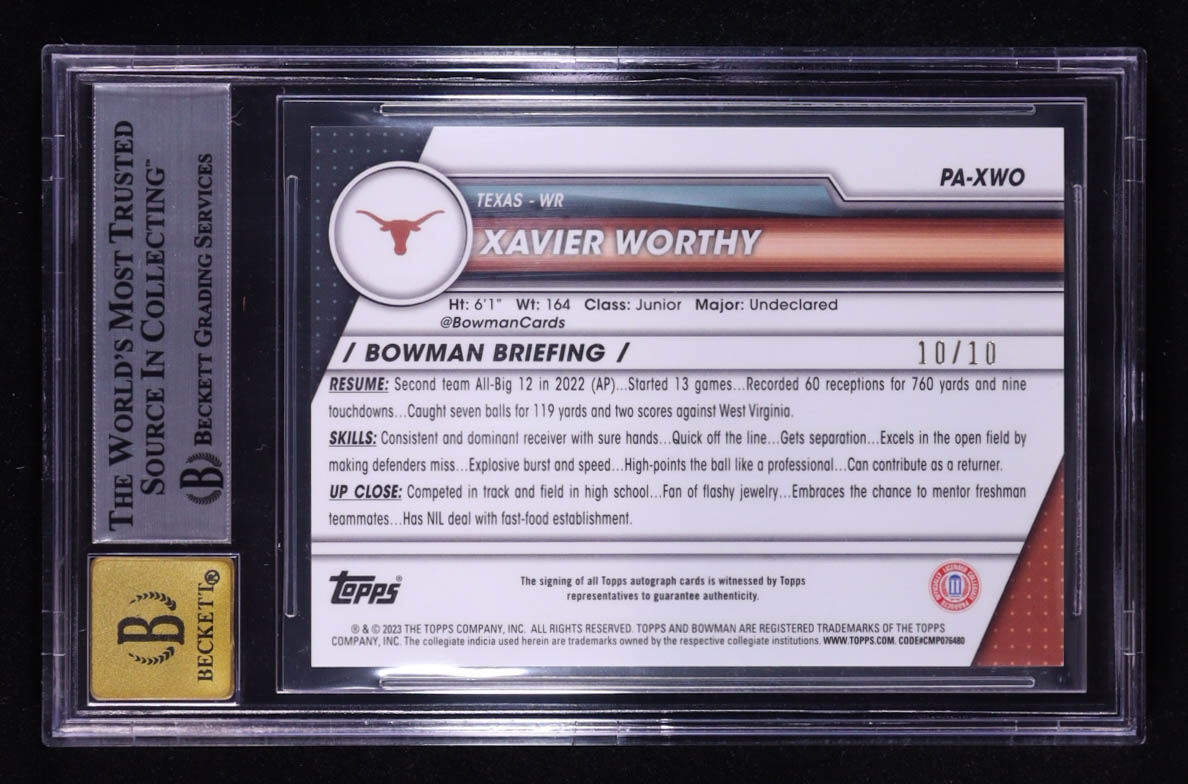 THE WORLD'S MOST TRUSTED
SOURCE IN COLLECTING™
B BECKETT GRADING SERVICES
B
BECKETT®
PA-XWO
TEXAS - WR
XAVIER WORTHY
Ht: 6'1" Wt: 164 Class: Junior Major: Undeclared
@BowmanCards
/ BOWMAN BRIEFING /
10/10
RESUME: Second team All-Big 12 in 2022 (AP)...Started 13 games...Recorded 60 receptions for 760 yards and nine
touchdowns...Caught seven balls for 119 yards and two scores against West Virginia.
SKILLS: Consistent and dominant receiver with sure hands...Quick off the line...Gets separation...Excels in the open field by
making defenders miss...Explosive burst and speed...High-points the ball like a professional...Can contribute as a returner.
UP CLOSE: Competed in track and field in high school...Fan of flashy jewelry...Embraces the chance to mentor freshman
teammates...Has NIL deal with fast-food establishment.
Topps®
The signing of all Topps autograph cards is witnessed by Topps
representatives to guarantee authenticity.
OFFICIALLY LICENSED COLLEGIATE PRODUCTS
® & © 2023 THE TOPPS COMPANY, INC. ALL RIGHTS RESERVED. TOPPS AND BOWMAN ARE REGISTERED TRADEMARKS OF THE TOPPS
COMPANY, INC. The collegiate indicia used herein are trademarks owned by the respective collegiate institutions. WWW.TOPPS.COM. CODE#CMP076480